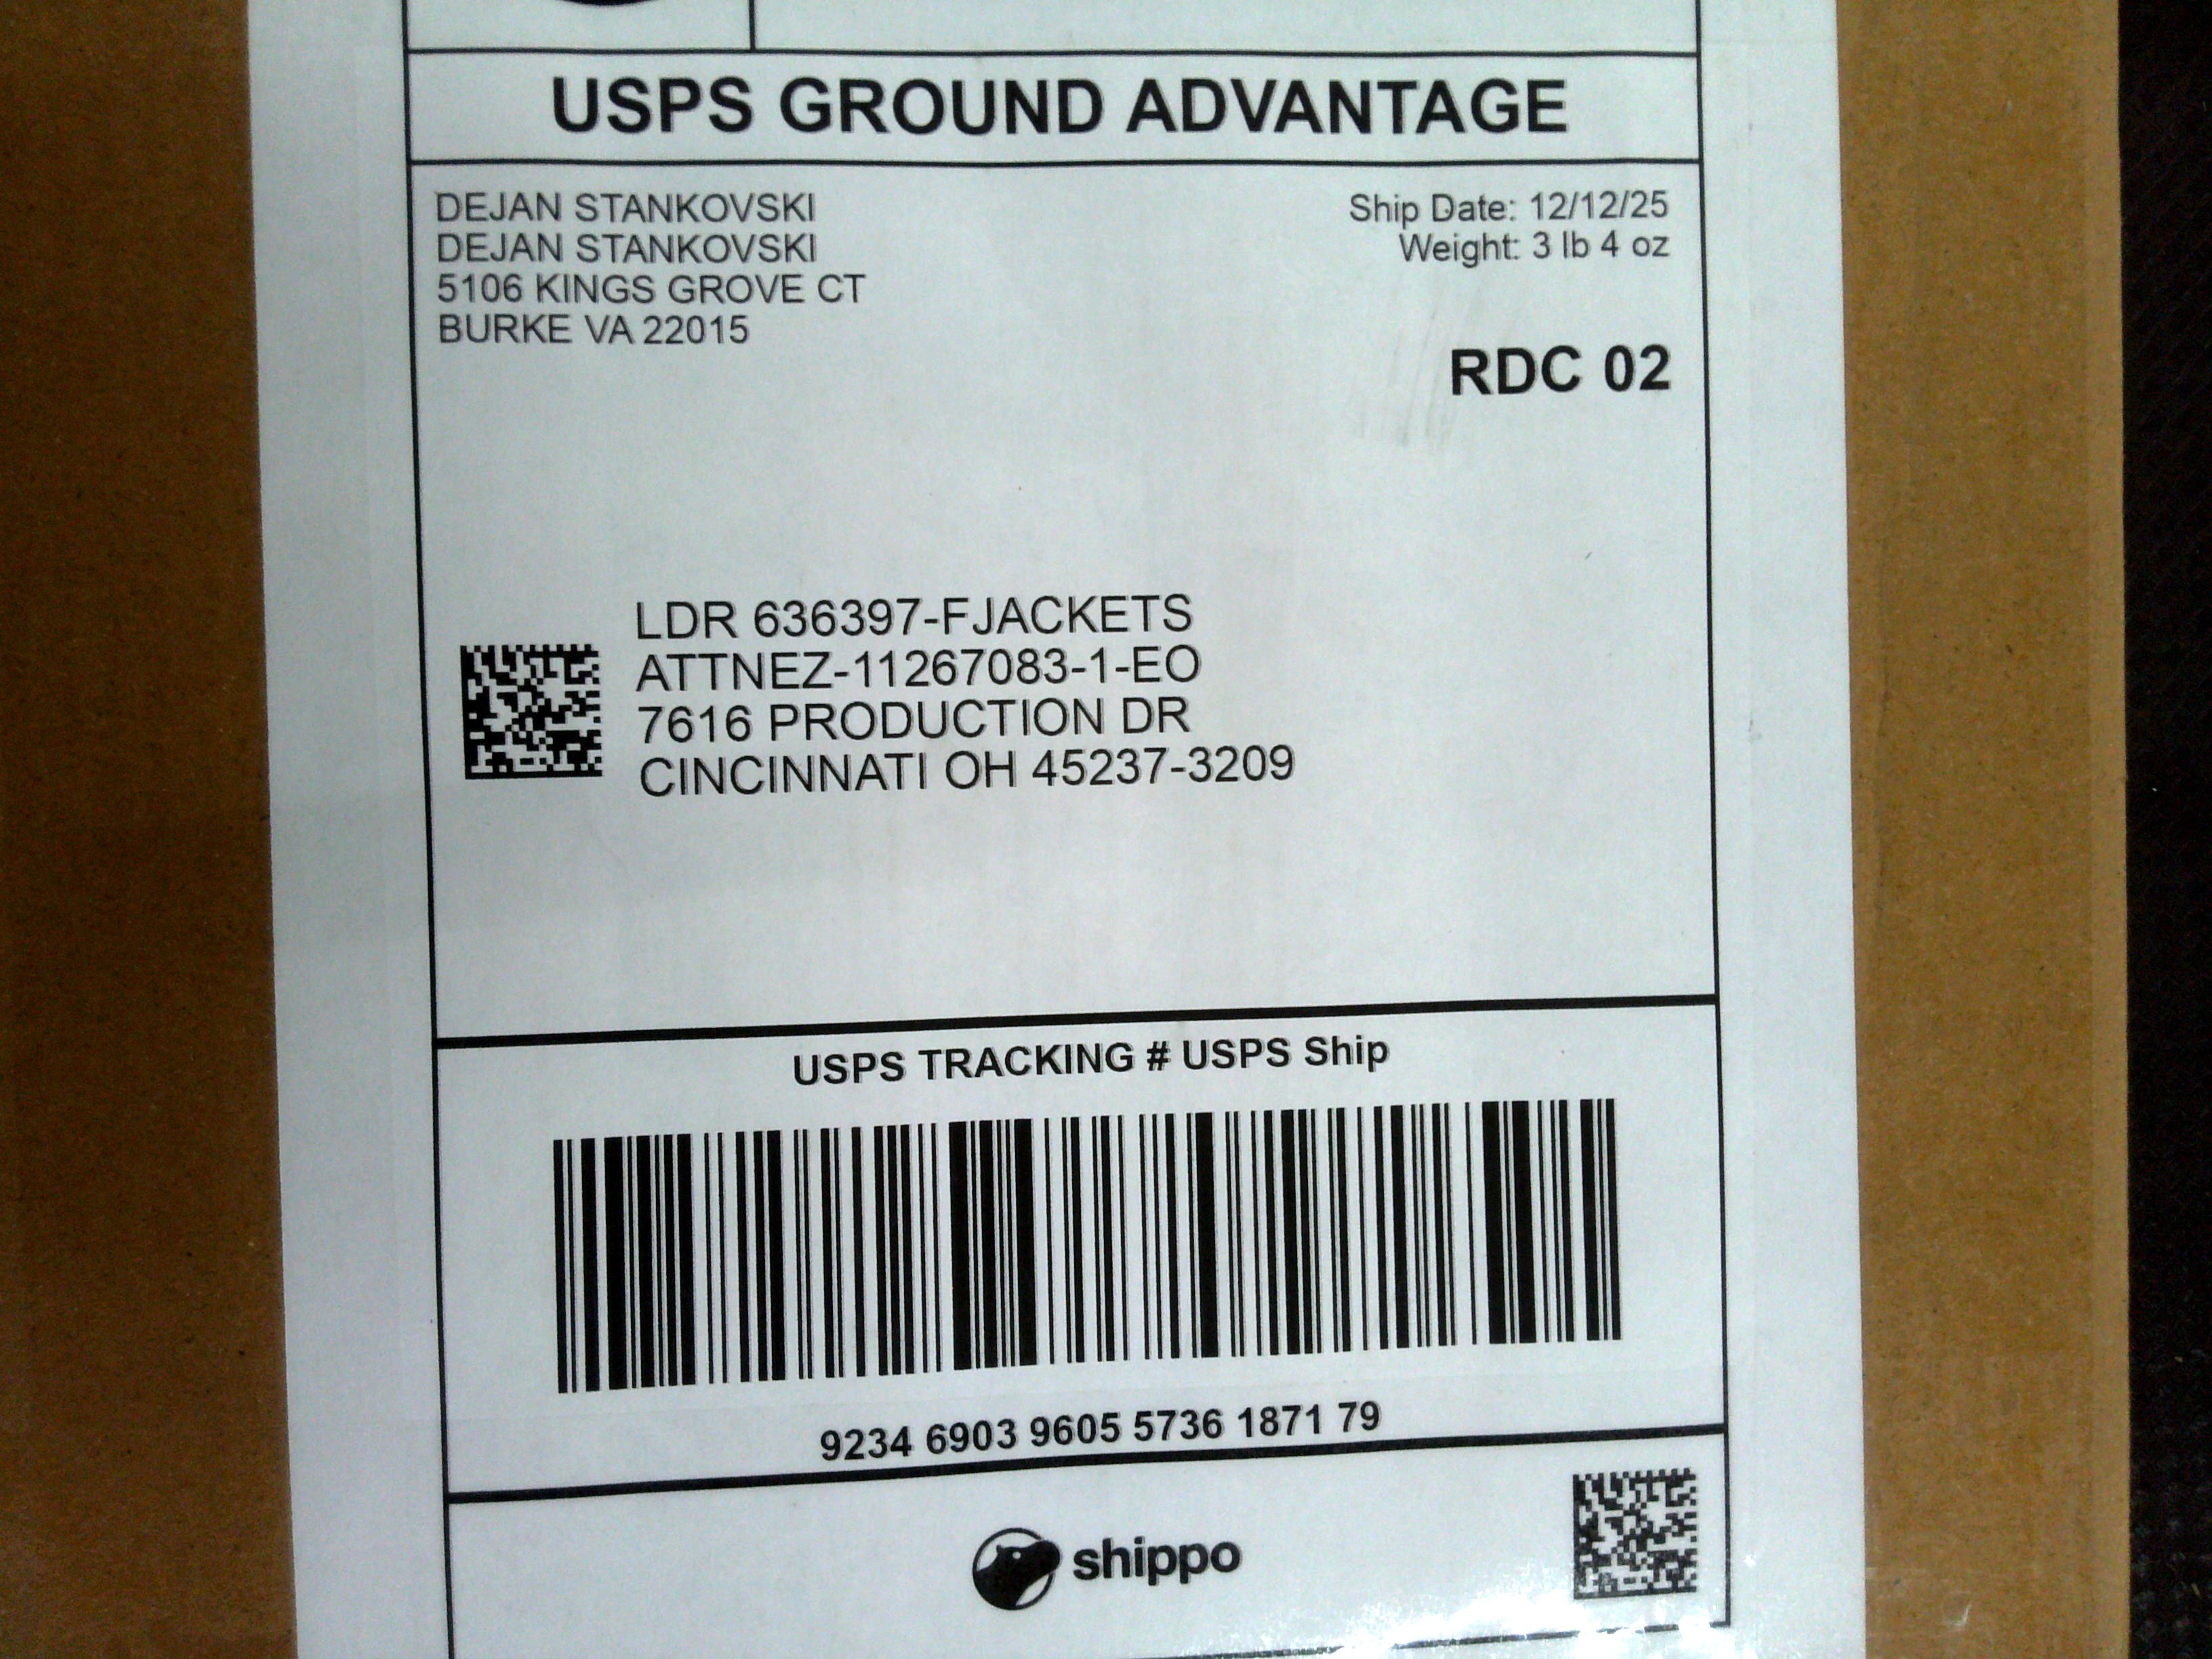 USPS GROUND ADVANTAGE
DEJAN STANKOVSKI
DEJAN STANKOVSKI
5106 KINGS GROVE CT
BURKE VA 22015
Ship Date: 12/12/25
Weight: 3 lb 4 oz
RDC 02
LDR 636397-FJACKETS
ATTNEZ-11267083-1-EO
7616 PRODUCTION DR
CINCINNATI OH 45237-3209
USPS TRACKING # USPS Ship
9234 6903 9605 5736 1871 79
shippo